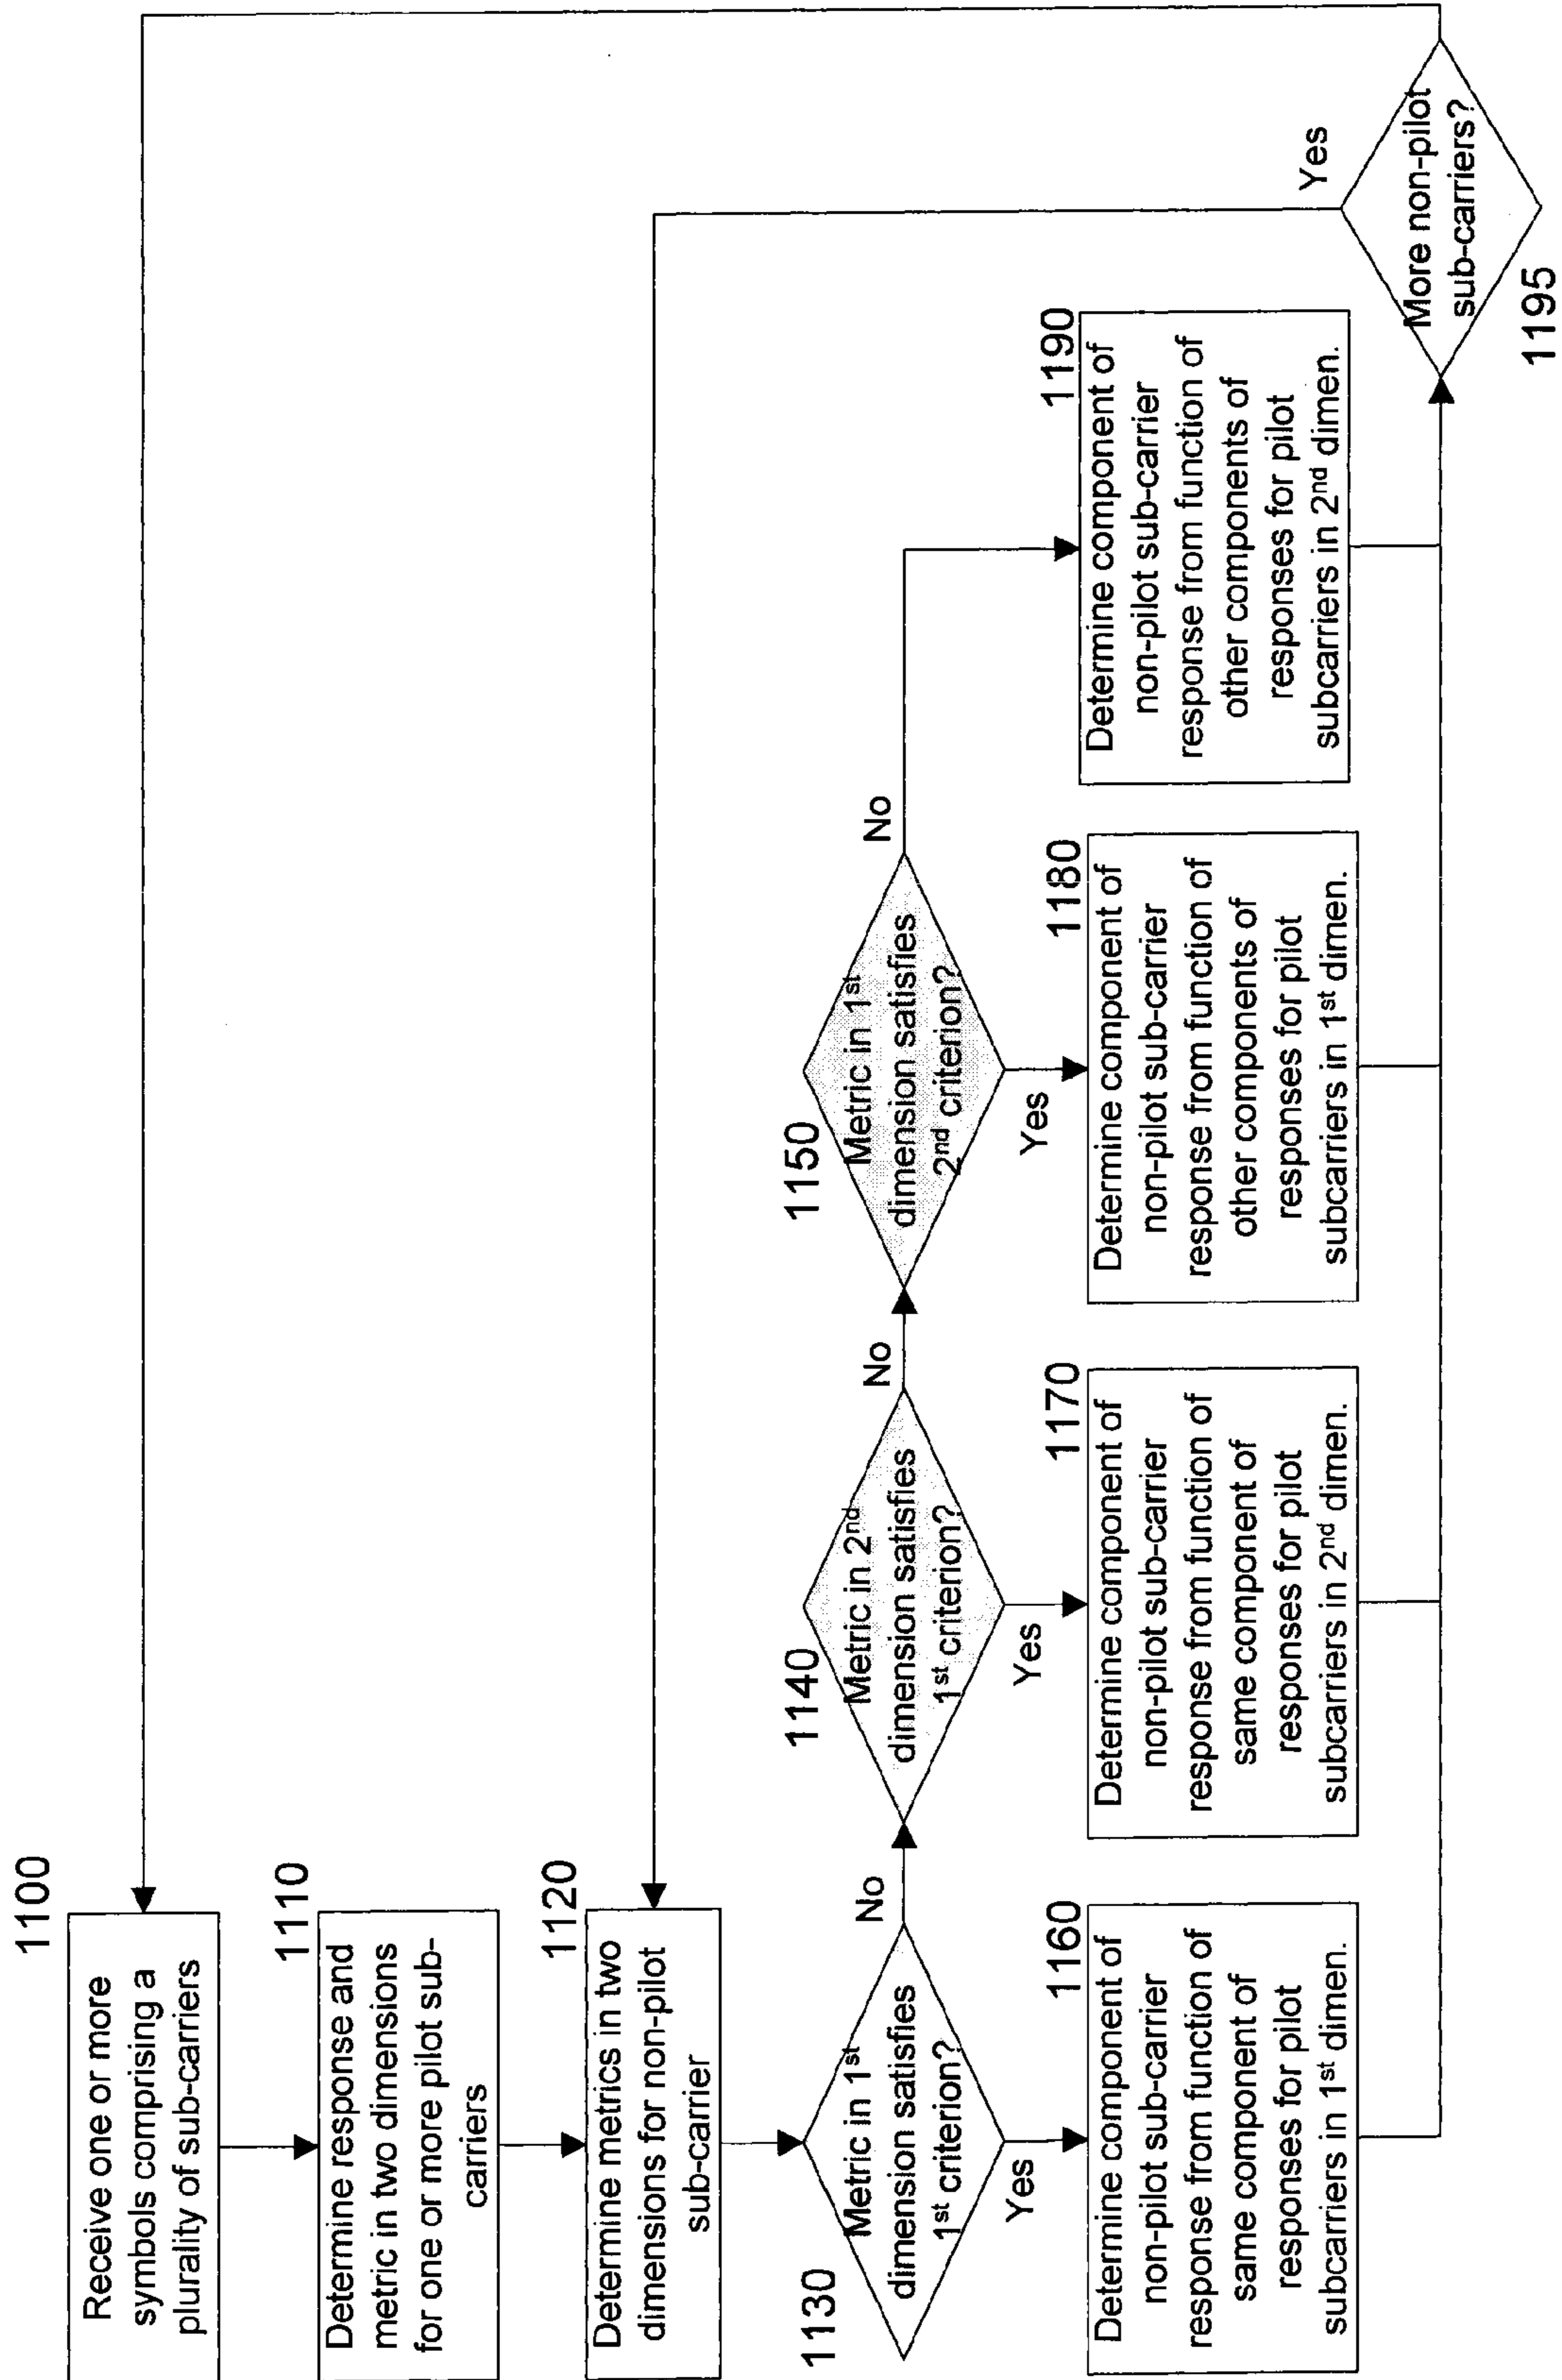 1100
Receive one or more
symbols comprising a
plurality of sub-carriers
1110
Determine response and
metric in two dimensions
for one or more pilot sub-
carriers
1120
Determine metrics in two
dimensions for non-pilot
sub-carrier
1130
Metric in 1st
dimension satisfies
1st criterion?
No
Yes
1140
Metric in 2nd
dimension satisfies
1st criterion?
No
Yes
1150
Metric in 1st
dimension satisfies
2nd criterion?
No
Yes
1160
Determine component of
non-pilot sub-carrier
response from function of
same component of
responses for pilot
subcarriers in 1st dimen.
1170
Determine component of
non-pilot sub-carrier
response from function of
same component of
responses for pilot
subcarriers in 2nd dimen.
1180
Determine component of
non-pilot sub-carrier
response from function of
other components of
responses for pilot
subcarriers in 1st dimen.
1190
Determine component of
non-pilot sub-carrier
response from function of
other components of
responses for pilot
subcarriers in 2nd dimen.
Yes
More non-pilot
sub-carriers?
1195